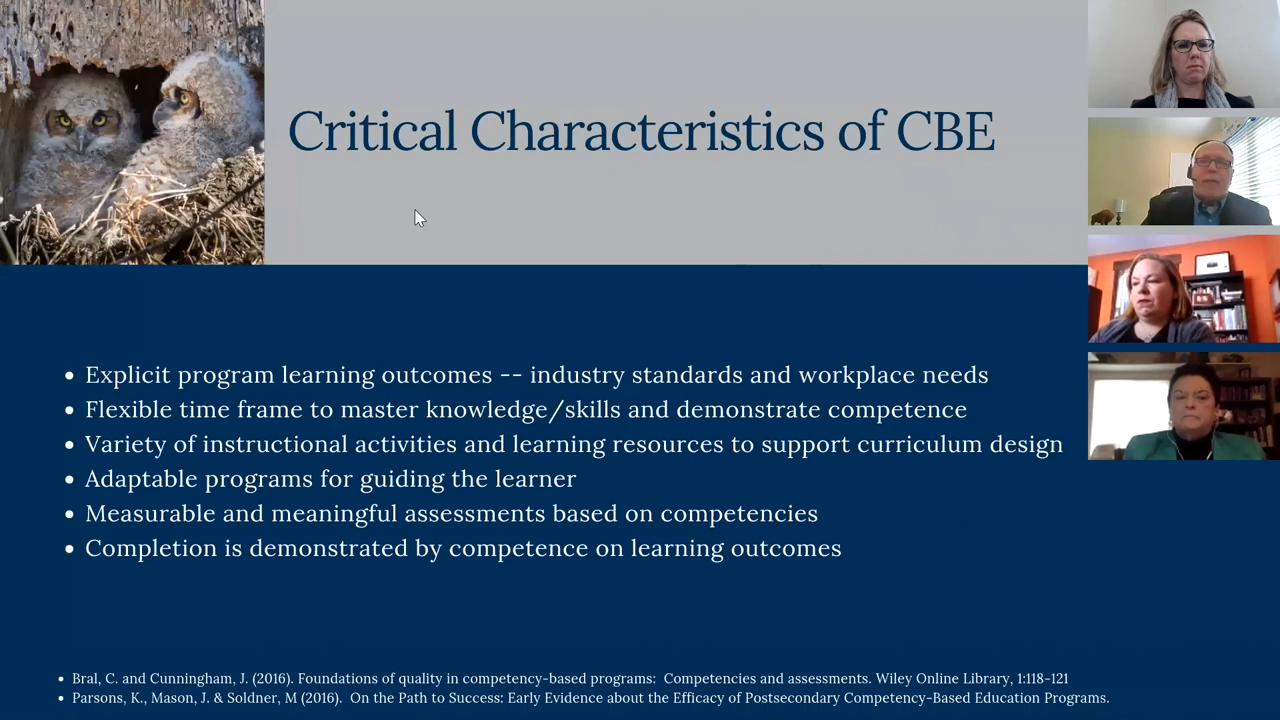 Critical Characteristics of CBE
• Explicit program learning outcomes -- industry standards and workplace needs
• Flexible time frame to master knowledge/skills and demonstrate competence
• Variety of instructional activities and learning resources to support curriculum design
• Adaptable programs for guiding the learner
• Measurable and meaningful assessments based on competencies
• Completion is demonstrated by competence on learning outcomes
• Bral, C. and Cunningham, J. (2016). Foundations of quality in competency-based programs:  Competencies and assessments. Wiley Online Library, 1:118-121
• Parsons, K., Mason, J. & Soldner, M (2016).  On the Path to Success: Early Evidence about the Efficacy of Postsecondary Competency-Based Education Programs.